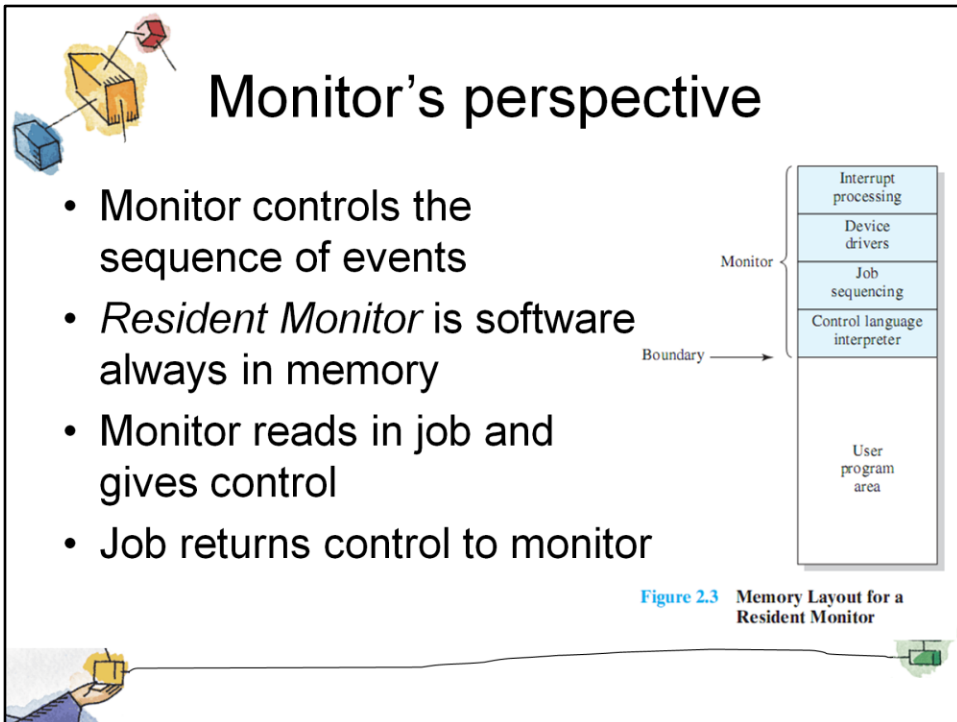 Monitor’s perspective
• Monitor controls the
sequence of events
• Resident Monitor is software
always in memory
• Monitor reads in job and
gives control
• Job returns control to monitor
Interrupt
processing
Device
drivers
Monitor
Job
sequencing
Control language
interpreter
Boundary
User
program
area
Figure 2.3 Memory Layout for a
Resident Monitor